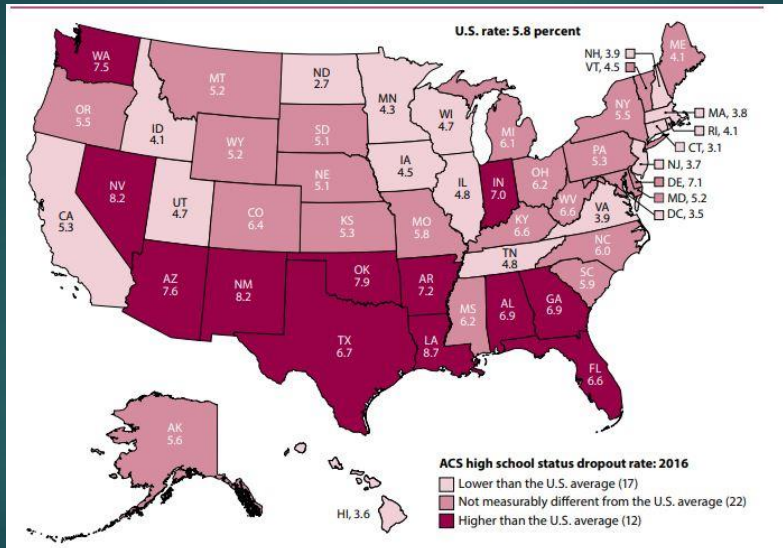 U.S. rate: 5.8 percent
WA
7.5
MT
5.2
ND
2.7
MN
4.3
WI
4.7
MI
6.1
NY
5.5
NH, 3.9
VT, 4.5
ME
4.1
MA, 3.8
RI, 4.1
CT, 3.1
NJ, 3.7
DE, 7.1
MD, 5.2
DC, 3.5
OR
5.5
ID
4.1
WY
5.2
SD
5.1
NE
5.1
IA
4.5
IL
4.8
IN
7.0
OH
6.2
PA
5.3
WV
6.6
VA
3.9
CA
5.3
NV
8.2
UT
4.7
CO
6.4
KS
5.3
MO
5.8
KY
6.6
TN
4.8
NC
6.0
SC
5.9
AZ
7.6
NM
8.2
OK
7.9
AR
7.2
MS
6.2
AL
6.9
GA
6.9
TX
6.7
LA
8.7
FL
6.6
AK
5.6
HI, 3.6
ACS high school status dropout rate: 2016
Lower than the U.S. average (17)
Not measurably different from the U.S. average (22)
Higher than the U.S. average (12)